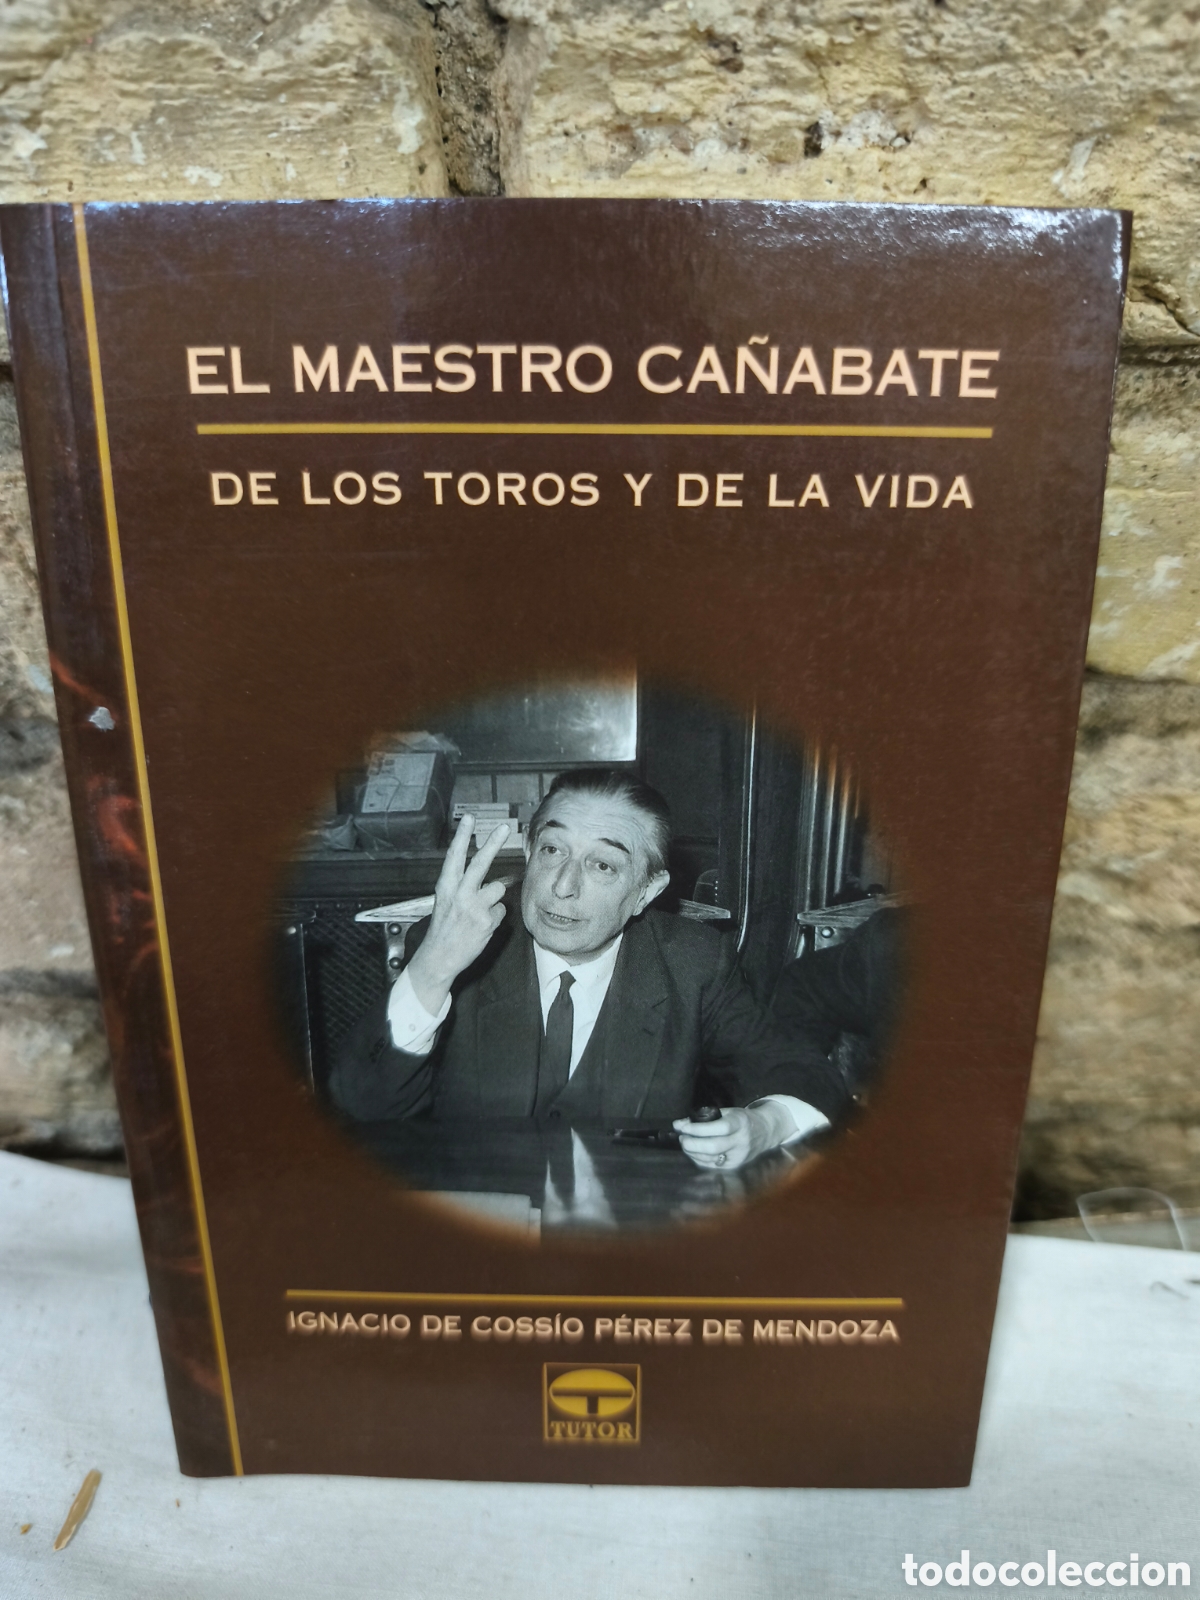 EL MAESTRO CAÑABATE
DE LOS TOROS Y DE LA VIDA
IGNACIO DE COSSÍO PÉREZ DE MENDOZA
TUTOR
todocoleccion